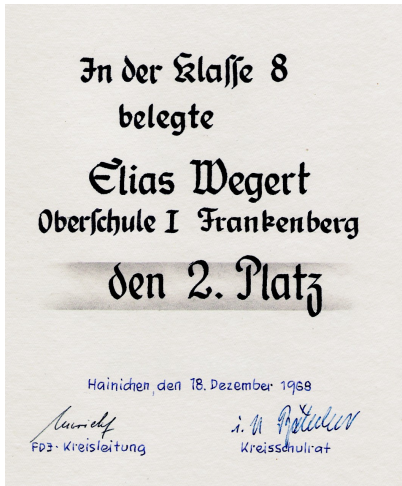 In der Klaſſe 8
belegte
Elias Wegert
Oberſchule I Frankenberg
den 2. Platz
Hainichen, den 18. Dezember 1968
i. V.
FDJ-Kreisleitung Kreisschulrat